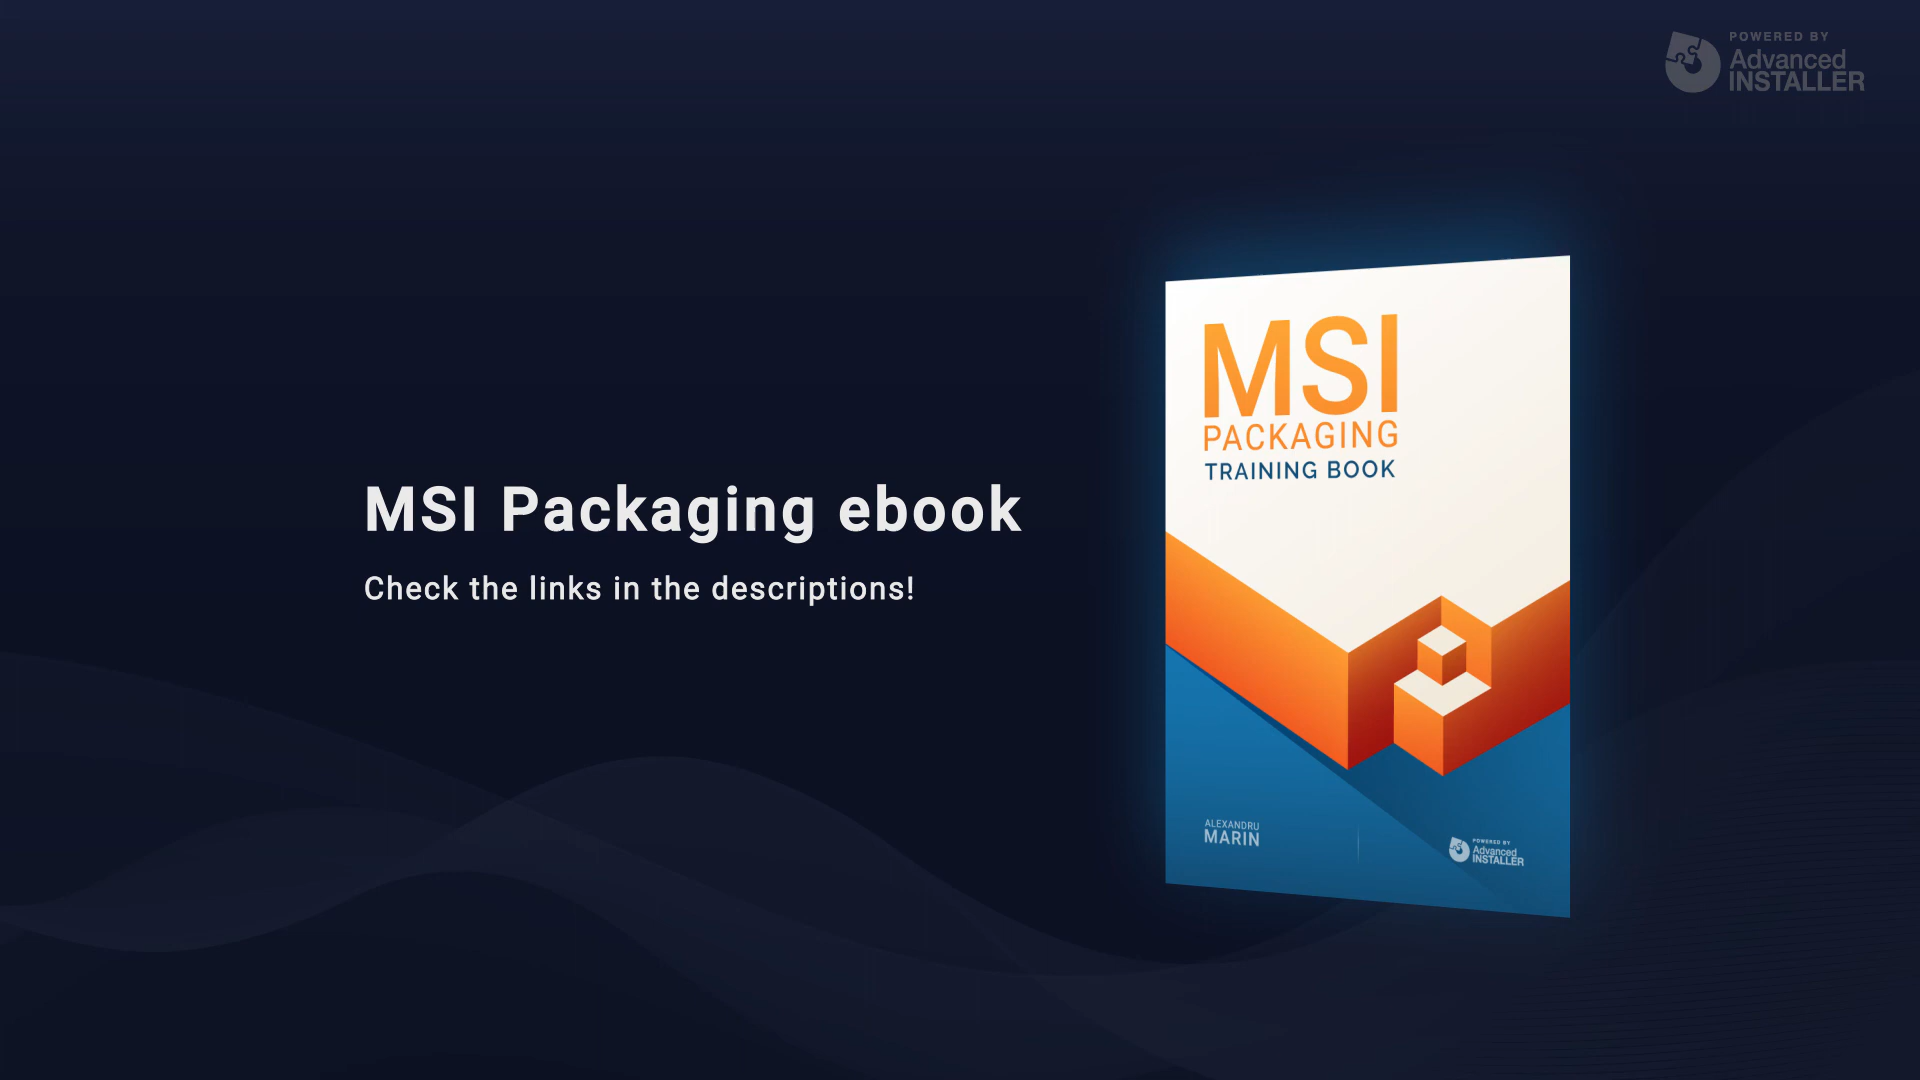 POWERED BY
Advanced
INSTALLER
MSI Packaging ebook
Check the links in the descriptions!
MSI
PACKAGING
TRAINING BOOK
ALEXANDRU
MARIN
POWERED BY
Advanced
INSTALLER